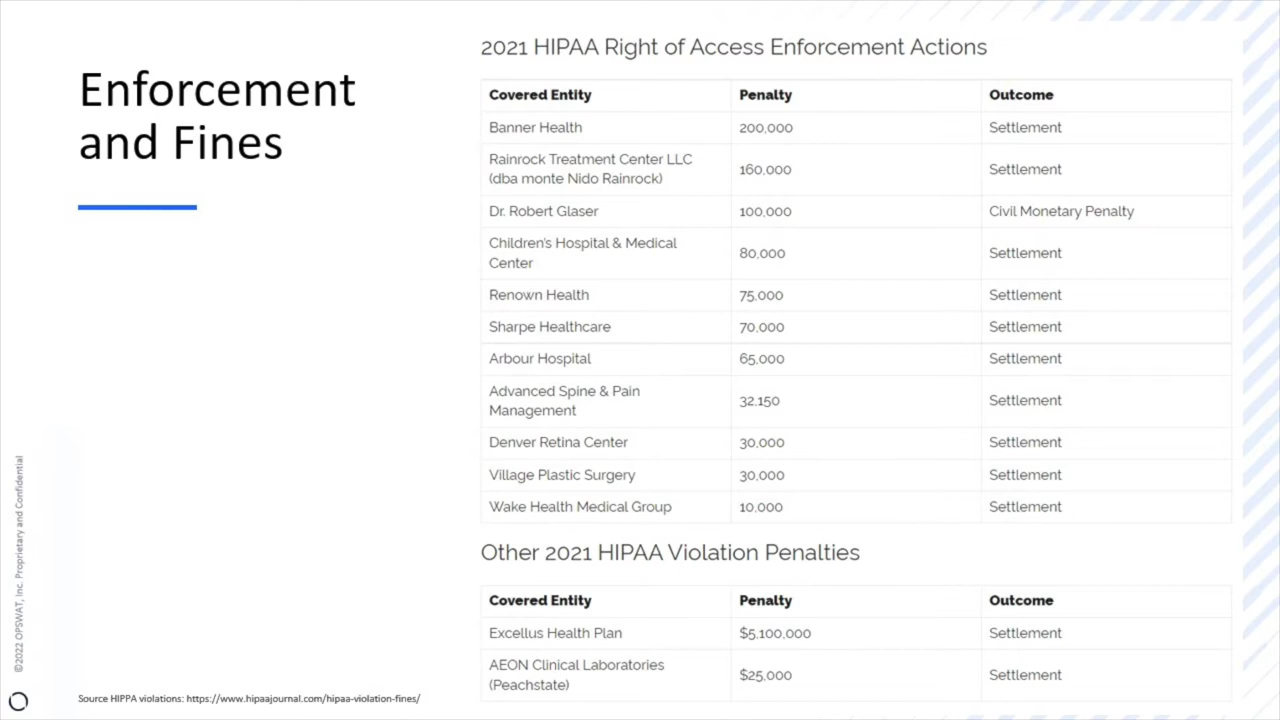 Enforcement
and Fines
2021 HIPAA Right of Access Enforcement Actions
Covered Entity Penalty Outcome
Banner Health 200,000 Settlement
Rainrock Treatment Center LLC
(dba monte Nido Rainrock) 160,000 Settlement
Dr. Robert Glaser 100,000 Civil Monetary Penalty
Children's Hospital & Medical
Center 80,000 Settlement
Renown Health 75,000 Settlement
Sharpe Healthcare 70,000 Settlement
Arbour Hospital 65,000 Settlement
Advanced Spine & Pain
Management 32,150 Settlement
Denver Retina Center 30,000 Settlement
Village Plastic Surgery 30,000 Settlement
Wake Health Medical Group 10,000 Settlement
Other 2021 HIPAA Violation Penalties
Covered Entity Penalty Outcome
Excellus Health Plan $5,100,000 Settlement
AEON Clinical Laboratories
(Peachstate) $25,000 Settlement
Source HIPPA violations: https://www.hipaajournal.com/hipaa-violation-fines/
©2022 OPSWAT, Inc. Proprietary and Confidential